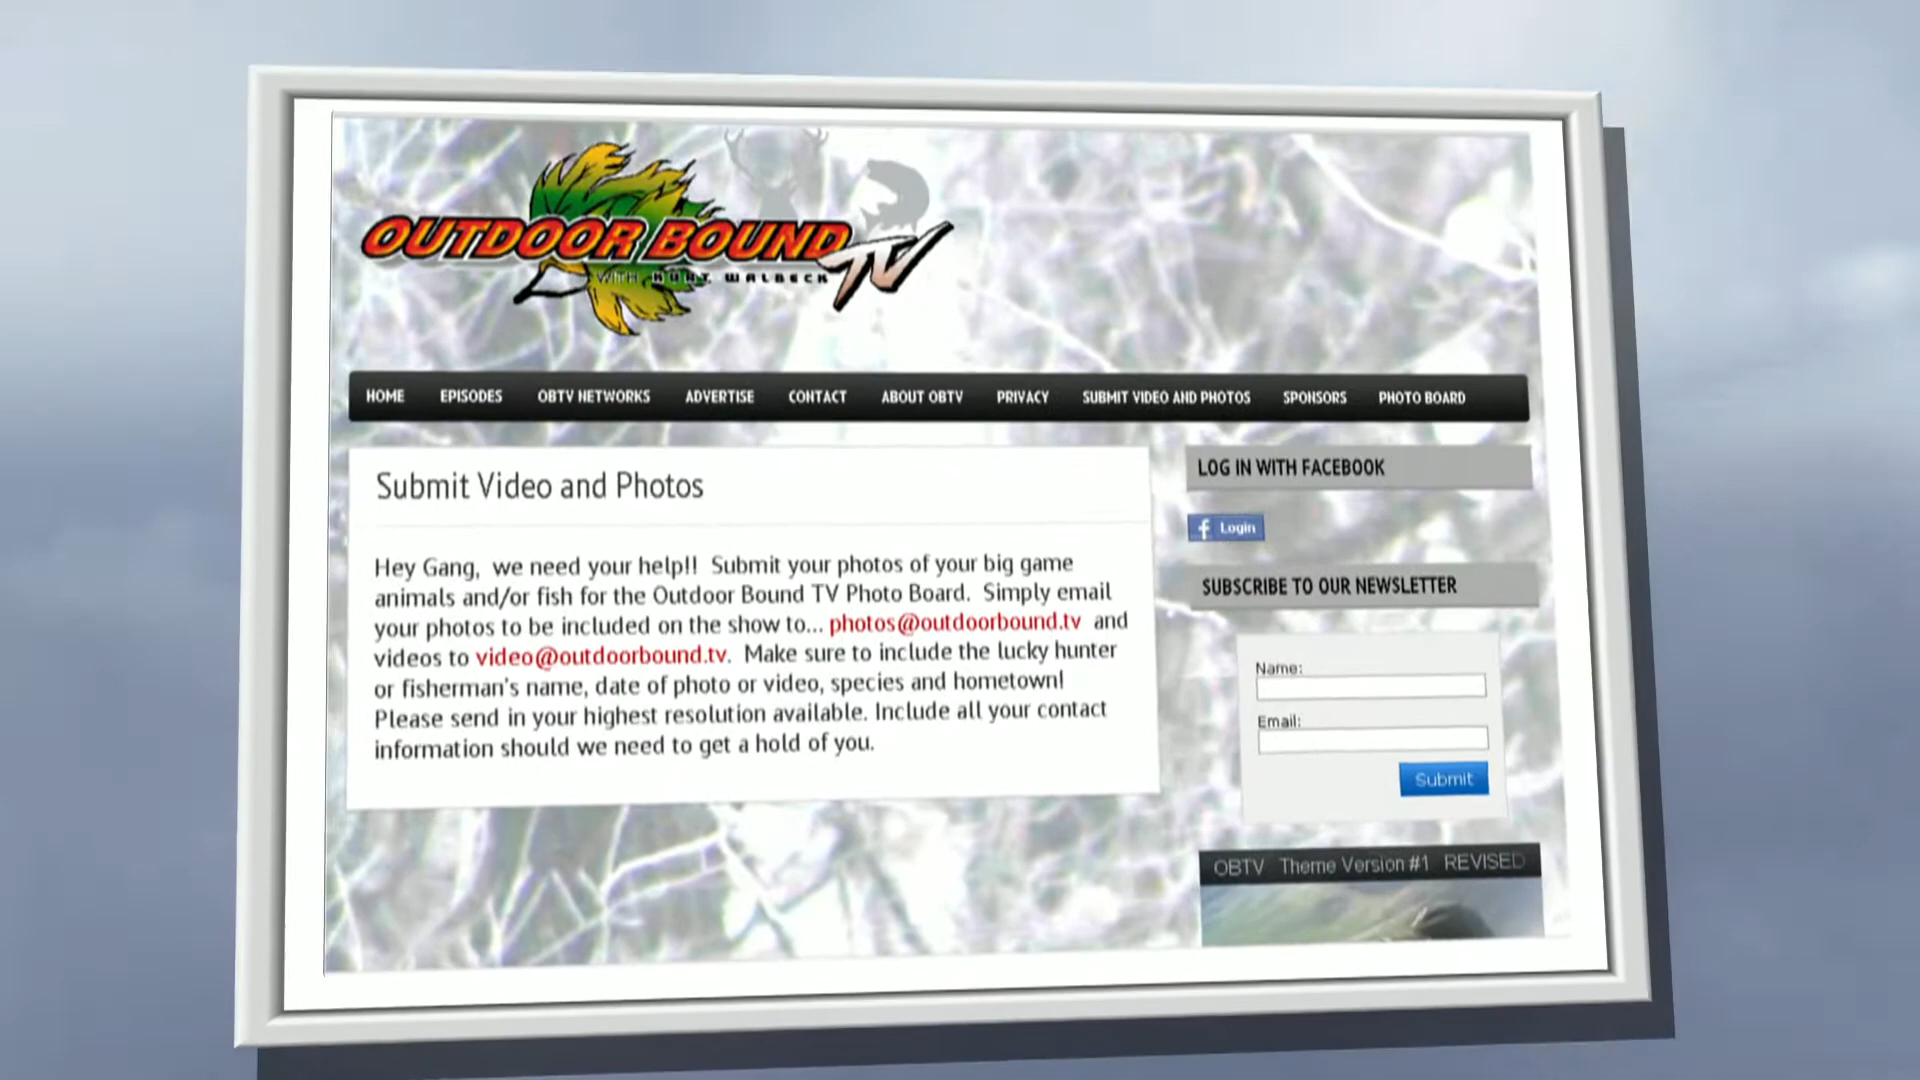 OUTDOOR BOUND TV
with KURT WALBECK
HOME EPISODES OBTV NETWORKS ADVERTISE CONTACT ABOUT OBTV PRIVACY SUBMIT VIDEO AND PHOTOS SPONSORS PHOTO BOARD
Submit Video and Photos
Hey Gang, we need your help!! Submit your photos of your big game
animals and/or fish for the Outdoor Bound TV Photo Board. Simply email
your photos to be included on the show to... photos@outdoorbound.tv and
videos to video@outdoorbound.tv. Make sure to include the lucky hunter
or fisherman's name, date of photo or video, species and hometown!
Please send in your highest resolution available. Include all your contact
information should we need to get a hold of you.
LOG IN WITH FACEBOOK
f Login
SUBSCRIBE TO OUR NEWSLETTER
Name:
Email:
Submit
OBTV Theme Version #1 REVISED